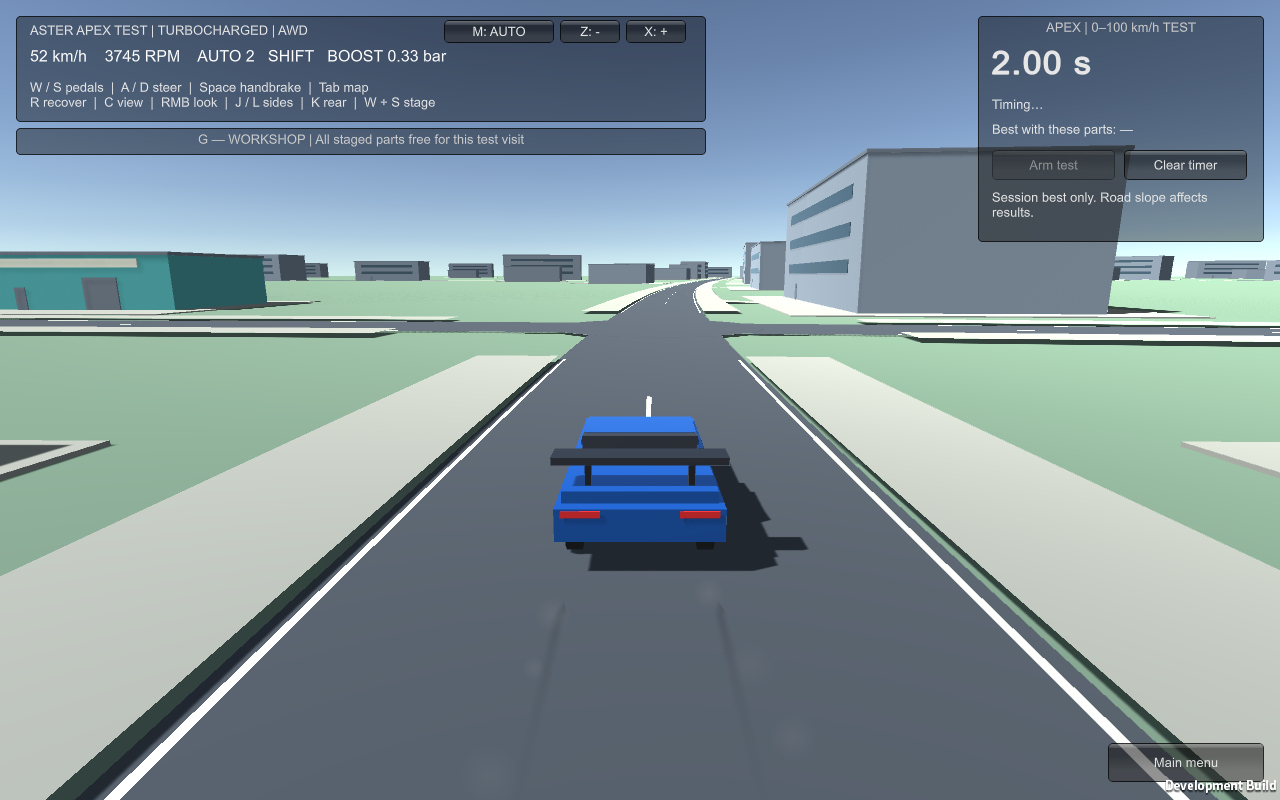 ASTER APEX TEST | TURBOCHARGED | AWD
M: AUTO
Z: -
X: +
52 km/h 3745 RPM AUTO 2 SHIFT BOOST 0.33 bar
W / S pedals | A / D steer | Space handbrake | Tab map
R recover | C view | RMB look | J / L sides | K rear | W + S stage
G — WORKSHOP | All staged parts free for this test visit
APEX | 0–100 km/h TEST
2.00 s
Timing…
Best with these parts: —
Arm test
Clear timer
Session best only. Road slope affects
results.
Main menu
Development Build